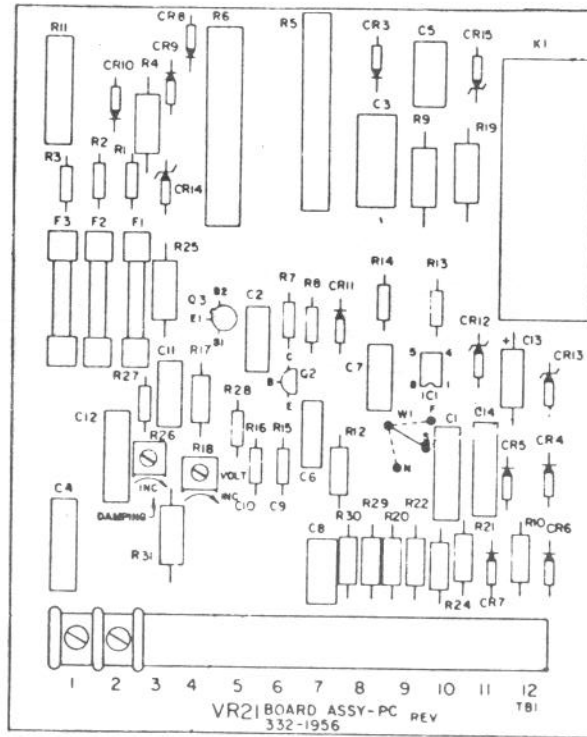 R11 CR8 R6 R5 CR3 C5 CR15 K1
CR10 R4 CR9
C3 R9 R19
R3 R2 R1 CR14
F3 F2 F1
R25 B2 Q3 C2 R7 R8 CR11 R14 R13
E1 B1
CR12 + C13 CR13
C11 R17 C Q2 C7 5 4
R27 B 8 1
R28 E IC1
C12 R26 R18 R16 R15 R12 W1 F C1 C14
VOLT CR5 CR4
INC INC C10 C9 C6 N
C4 DAMPING
R31 C8 R30 R29 R20 R22 R21 R10 CR6
R24 CR7
1 2 3 4 5 6 7 8 9 10 11 12
TB1
VR21 BOARD ASSY-PC REV
332-1956